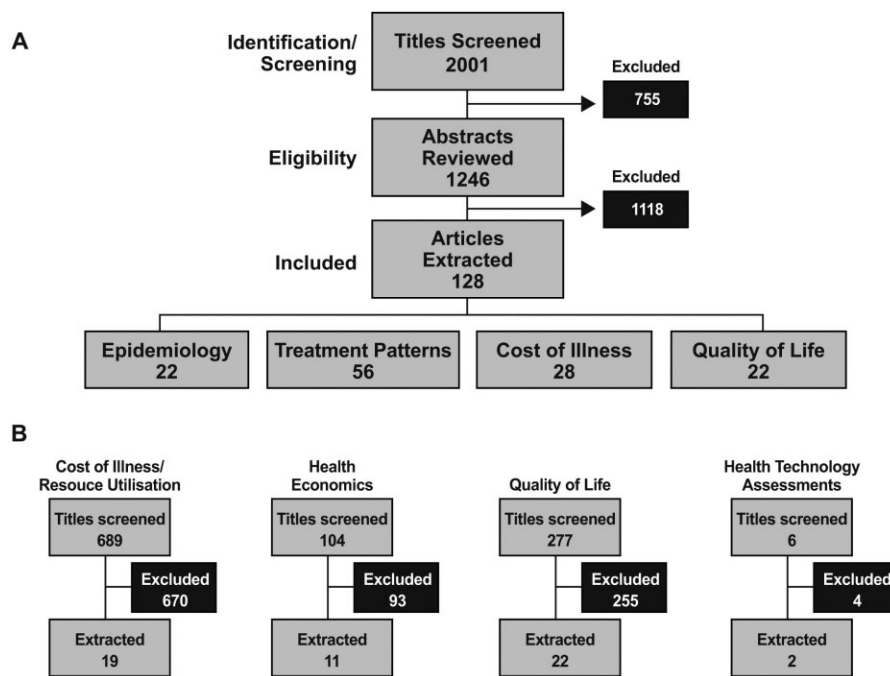 A
Identification/
Screening
Titles Screened
2001
Excluded
755
Eligibility
Abstracts
Reviewed
1246
Excluded
1118
Included
Articles
Extracted
128
Epidemiology
22
Treatment Patterns
56
Cost of Illness
28
Quality of Life
22
B
Cost of Illness/
Resouce Utilisation
Titles screened
689
Excluded
670
Extracted
19
Health
Economics
Titles screened
104
Excluded
93
Extracted
11
Quality of Life
Titles screened
277
Excluded
255
Extracted
22
Health Technology
Assessments
Titles screened
6
Excluded
4
Extracted
2